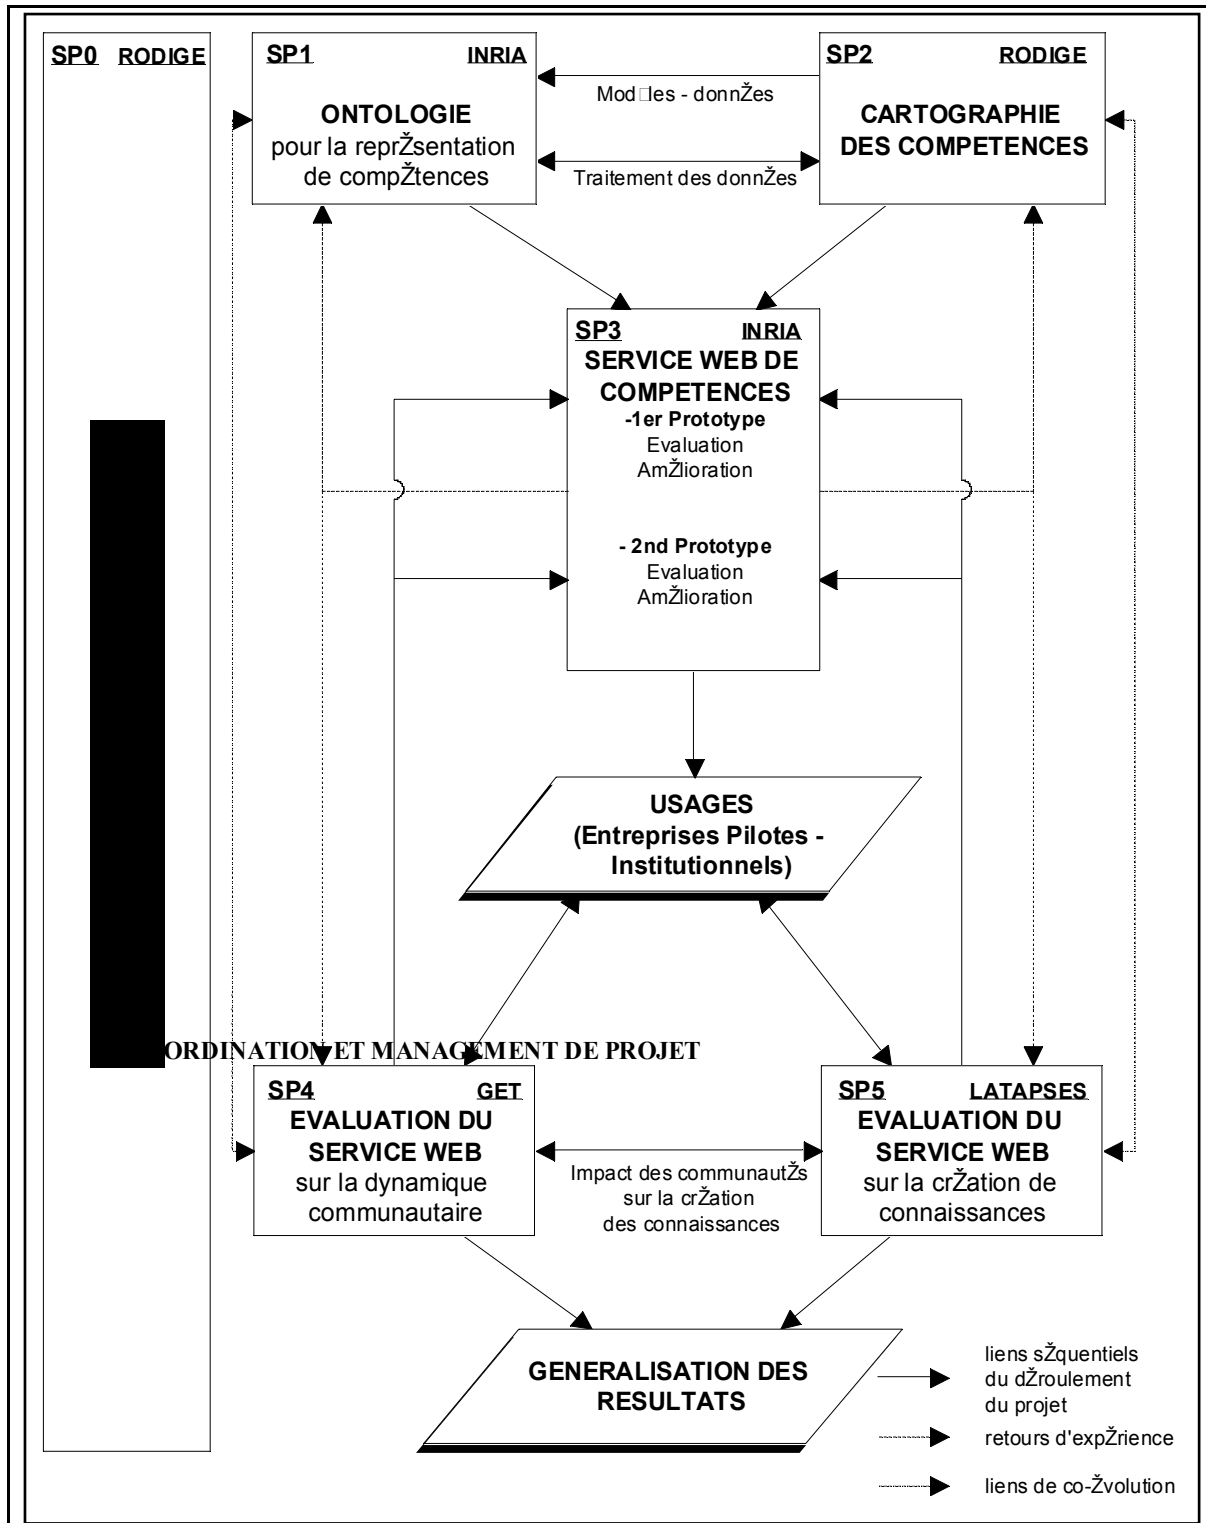 SP0 RODIGE
SP1 INRIA
ONTOLOGIE
pour la reprŽsentation
de compŽtences
Mod□les - donnŽes
Traitement des donnŽes
SP2 RODIGE
CARTOGRAPHIE
DES COMPETENCES
SP3 INRIA
SERVICE WEB DE
COMPETENCES
-1er Prototype
Evaluation
AmŽlioration
- 2nd Prototype
Evaluation
AmŽlioration
USAGES
(Entreprises Pilotes -
Institutionnels)
ORDINATION ET MANAGEMENT DE PROJET
SP4 GET
EVALUATION DU
SERVICE WEB
sur la dynamique
communautaire
Impact des communautŽs
sur la crŽation
des connaissances
SP5 LATAPSES
EVALUATION DU
SERVICE WEB
sur la crŽation de
connaissances
GENERALISATION DES
RESULTATS
liens sŽquentiels
du dŽroulement
du projet
retours d'expŽrience
liens de co-Žvolution